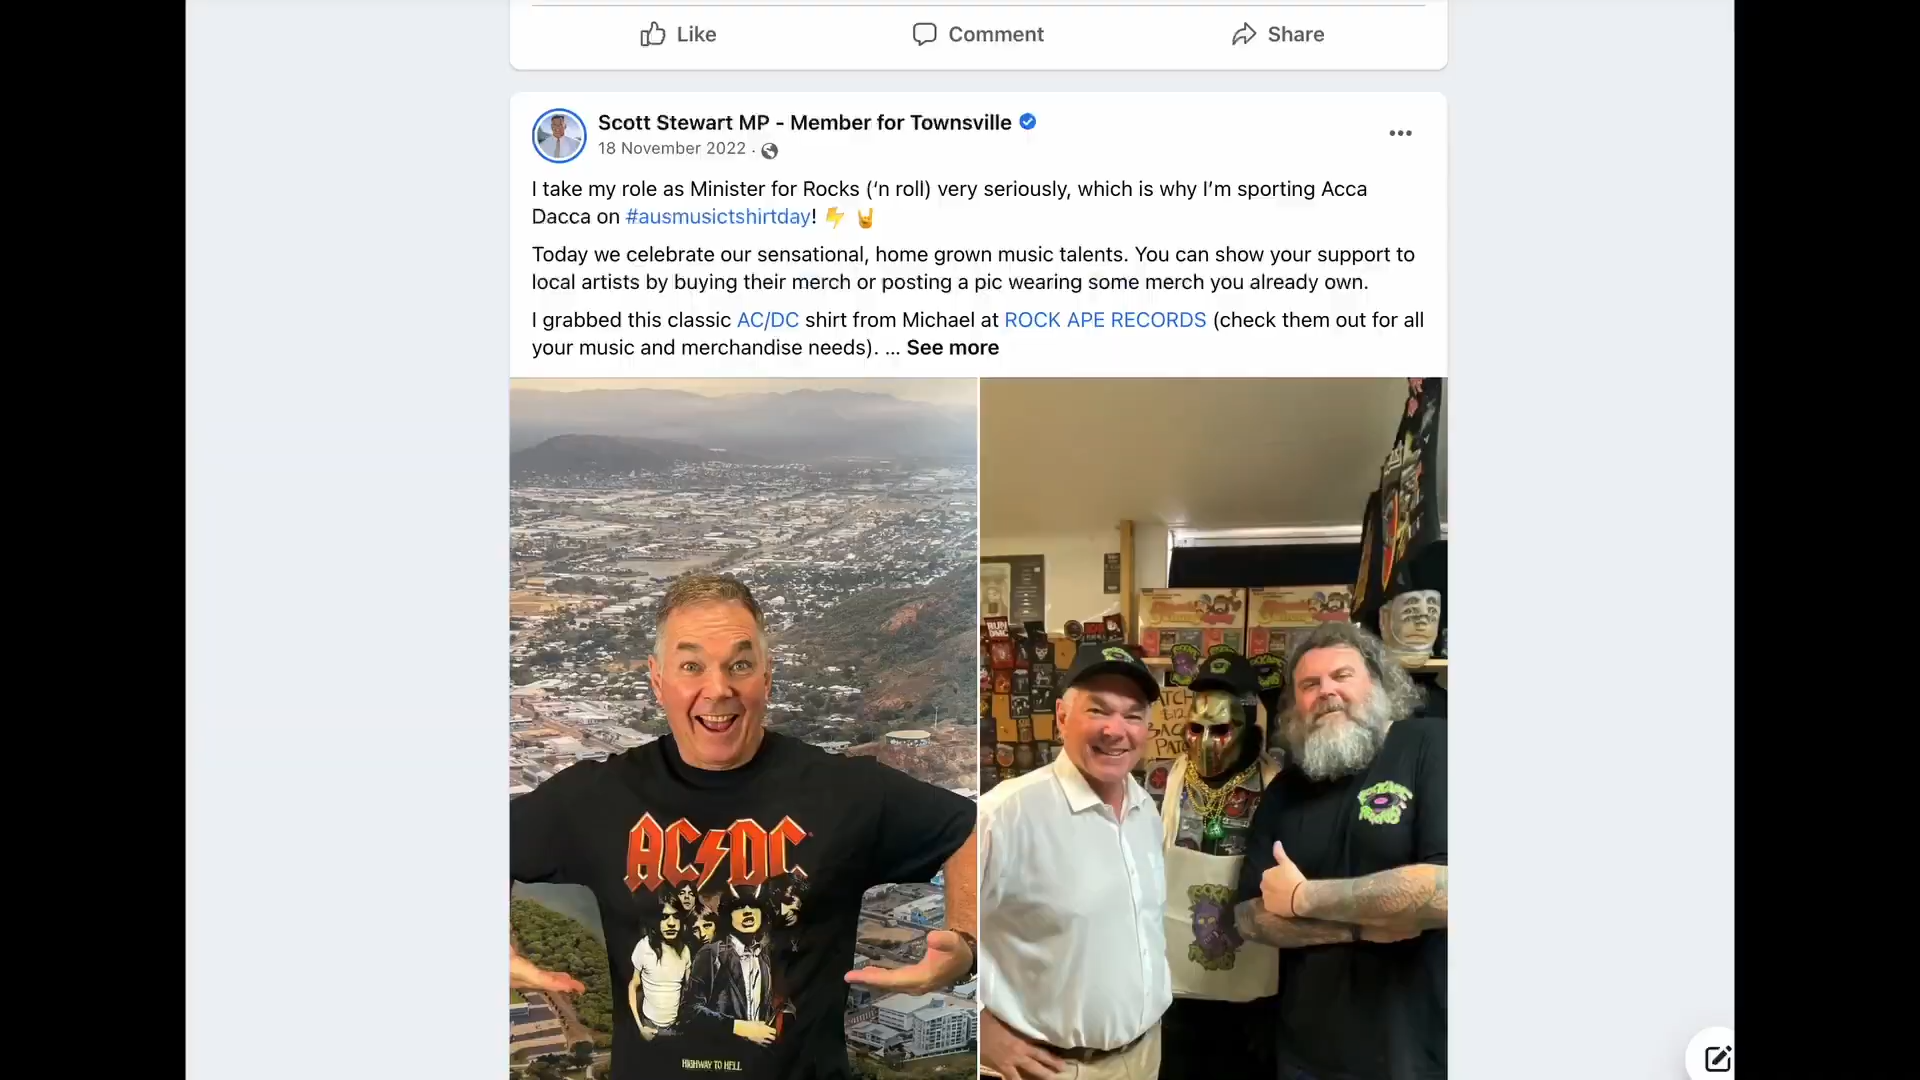 Like Comment Share
Scott Stewart MP - Member for Townsville
18 November 2022 ·
I take my role as Minister for Rocks (‘n roll) very seriously, which is why I’m sporting Acca
Dacca on #ausmusictshirtday! ⚡ 🤘
Today we celebrate our sensational, home grown music talents. You can show your support to
local artists by buying their merch or posting a pic wearing some merch you already own.
I grabbed this classic AC/DC shirt from Michael at ROCK APE RECORDS (check them out for all
your music and merchandise needs). ... See more
AC⚡DC
HIGHWAY TO HELL
RUN
DMC